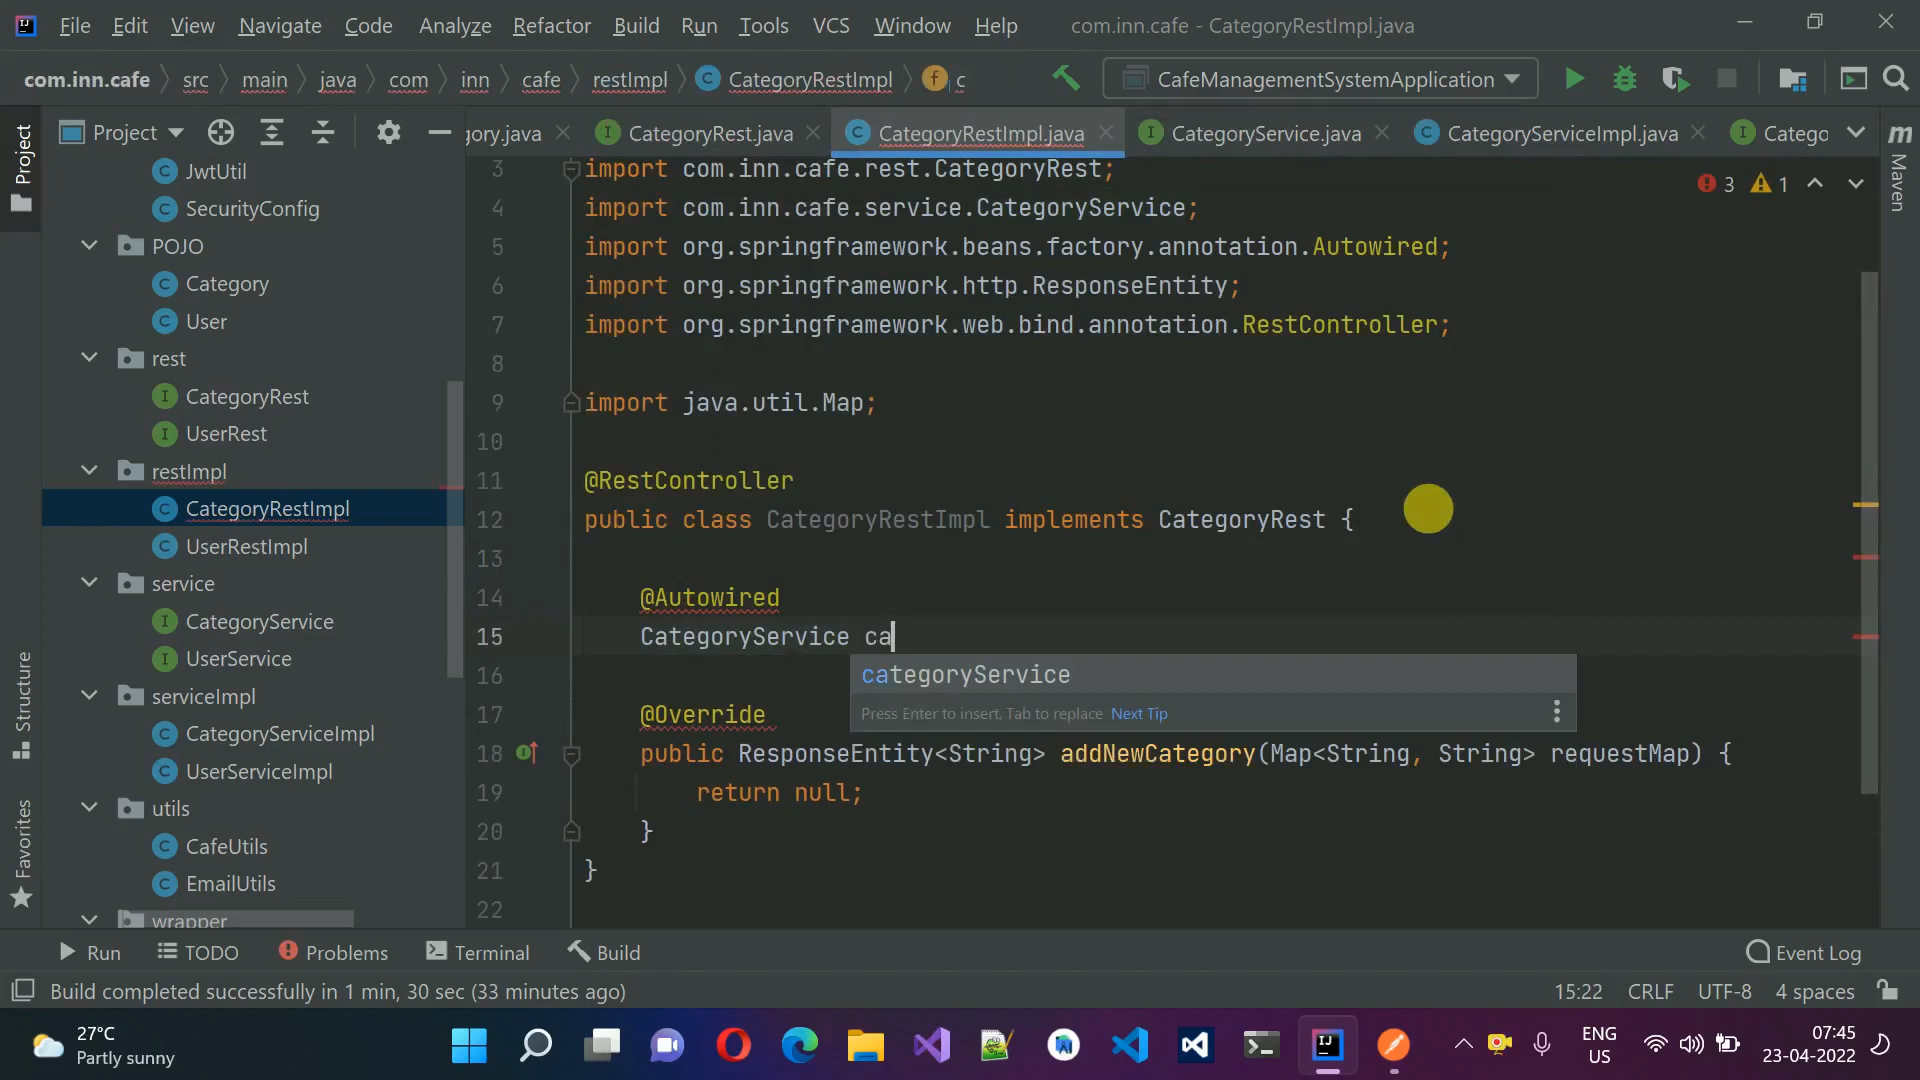 File Edit View Navigate Code Analyze Refactor Build Run Tools VCS Window Help com.inn.cafe - CategoryRestImpl.java
com.inn.cafe src main java com inn cafe restImpl CategoryRestImpl c CafeManagementSystemApplication
Project gory.java CategoryRest.java CategoryRestImpl.java CategoryService.java CategoryServiceImpl.java Catego
Project
Structure
Favorites
Maven
JwtUtil
SecurityConfig
POJO
Category
User
rest
CategoryRest
UserRest
restImpl
CategoryRestImpl
UserRestImpl
service
CategoryService
UserService
serviceImpl
CategoryServiceImpl
UserServiceImpl
utils
CafeUtils
EmailUtils
wrapper
3 1
3 import com.inn.cafe.rest.CategoryRest;
4 import com.inn.cafe.service.CategoryService;
5 import org.springframework.beans.factory.annotation.Autowired;
6 import org.springframework.http.ResponseEntity;
7 import org.springframework.web.bind.annotation.RestController;
8
9 import java.util.Map;
10
11 @RestController
12 public class CategoryRestImpl implements CategoryRest {
13
14 @Autowired
15 CategoryService ca
16
categoryService
Press Enter to insert, Tab to replace Next Tip
17 @Override
18 public ResponseEntity<String> addNewCategory(Map<String, String> requestMap) {
19 return null;
20 }
21 }
22
Run TODO Problems Terminal Build Event Log
Build completed successfully in 1 min, 30 sec (33 minutes ago) 15:22 CRLF UTF-8 4 spaces
27°C
Partly sunny
ENG
US
07:45
23-04-2022